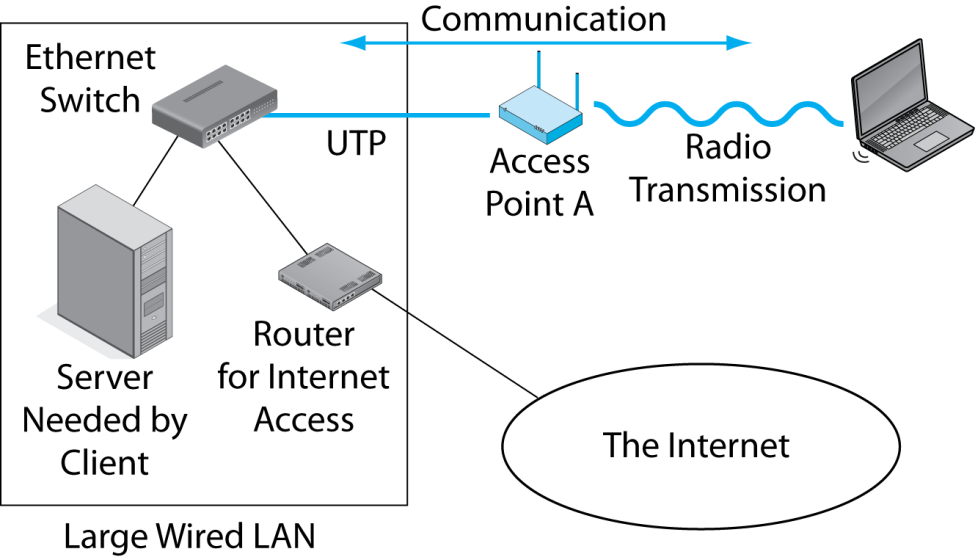 Communication
Ethernet
Switch
UTP
Access
Point A
Radio
Transmission
Server
Needed by
Client
Router
for Internet
Access
The Internet
Large Wired LAN